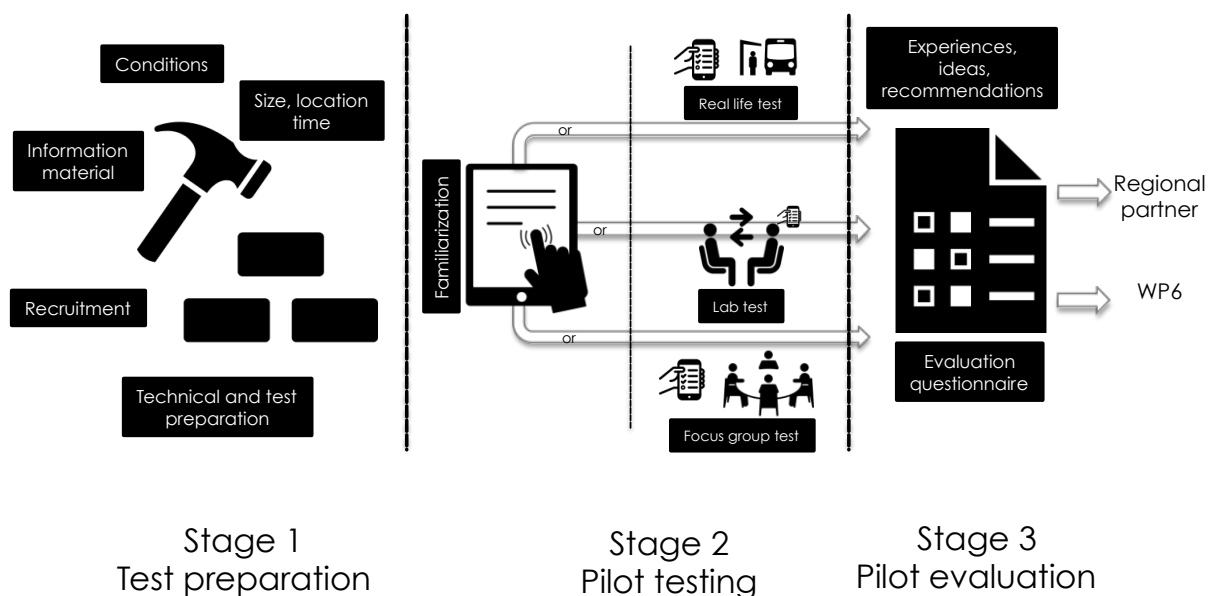 Conditions
Size, location
time
Information
material
Recruitment
Technical and test
preparation
Familiarization
or
or
or
Real life test
Lab test
Focus group test
Experiences,
ideas,
recommendations
Evaluation
questionnaire
Regional
partner
WP6
Stage 1
Test preparation
Stage 2
Pilot testing
Stage 3
Pilot evaluation